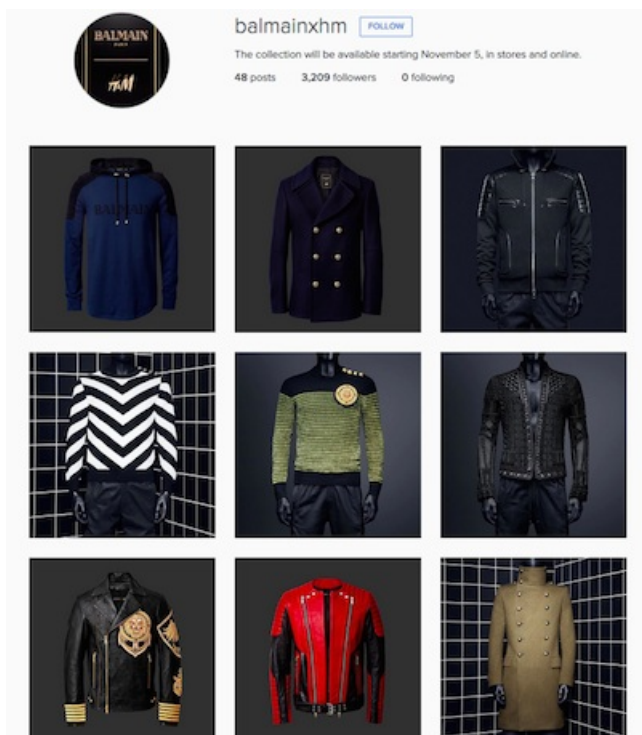 BALMAIN
PARIS
H&M
balmainxhm FOLLOW
The collection will be available starting November 5, in stores and online.
48 posts 3,209 followers 0 following
BALMAIN